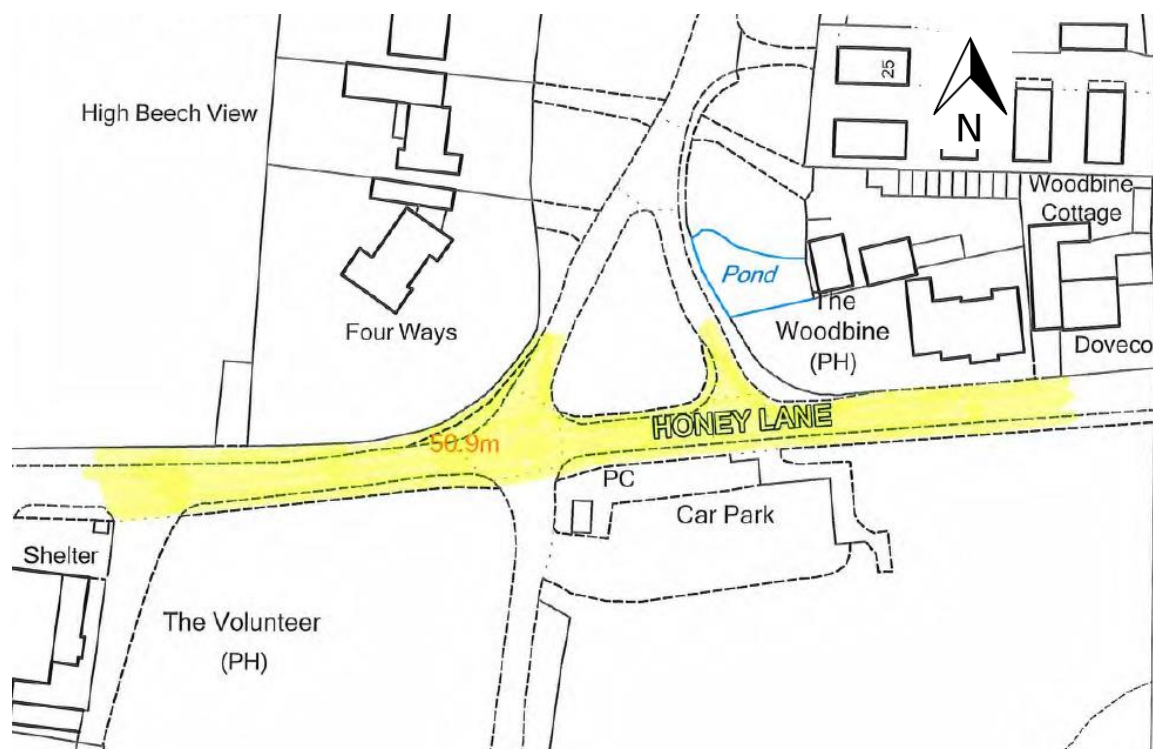 25
High Beech View
N
Woodbine
Cottage
Pond
The
Woodbine
(PH)
Four Ways
Doveco
HONEY LANE
50.9m
PC
Car Park
Shelter
The Volunteer
(PH)